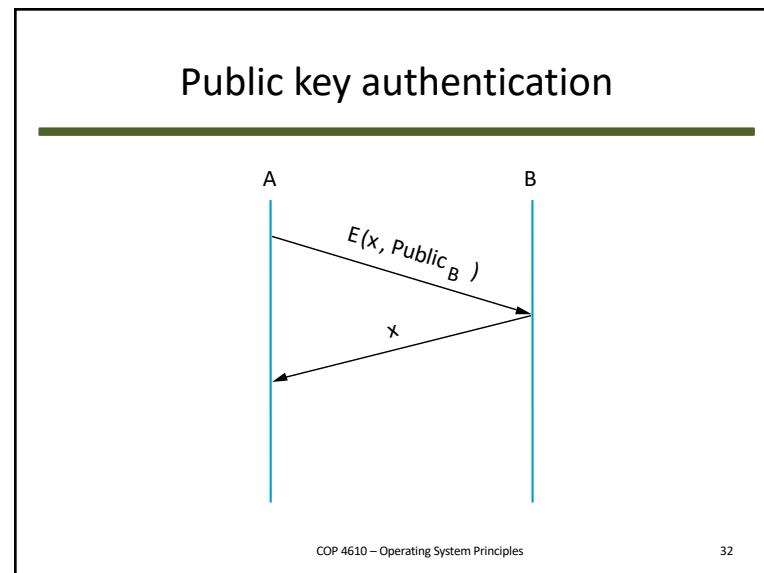 Public key authentication
A B
E(x, Public_B )
x
COP 4610 – Operating System Principles 32